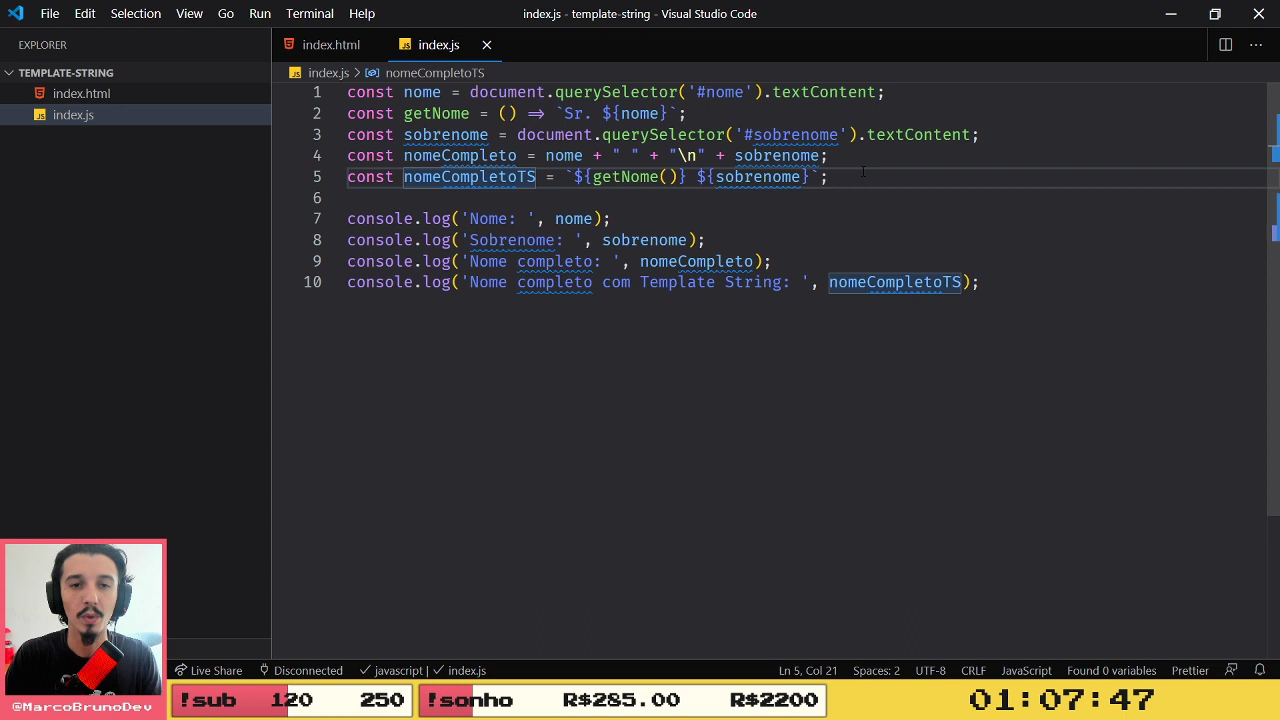 File Edit Selection View Go Run Terminal Help
index.js - template-string - Visual Studio Code
EXPLORER
TEMPLATE-STRING
index.html
index.js
index.html
index.js
index.js > nomeCompletoTS
1 const nome = document.querySelector('#nome').textContent;
2 const getNome = () => `Sr. ${nome}`;
3 const sobrenome = document.querySelector('#sobrenome').textContent;
4 const nomeCompleto = nome + " " + "\n" + sobrenome;
5 const nomeCompletoTS = `${getNome()} ${sobrenome}`;
6
7 console.log('Nome: ', nome);
8 console.log('Sobrenome: ', sobrenome);
9 console.log('Nome completo: ', nomeCompleto);
10 console.log('Nome completo com Template String: ', nomeCompletoTS);
Live Share Disconnected javascript | index.js
Ln 5, Col 21 Spaces: 2 UTF-8 CRLF JavaScript Found 0 variables Prettier
@MarcoBrunoDev
!sub 120 250
!sonho R$285.00 R$2200
01:07:47